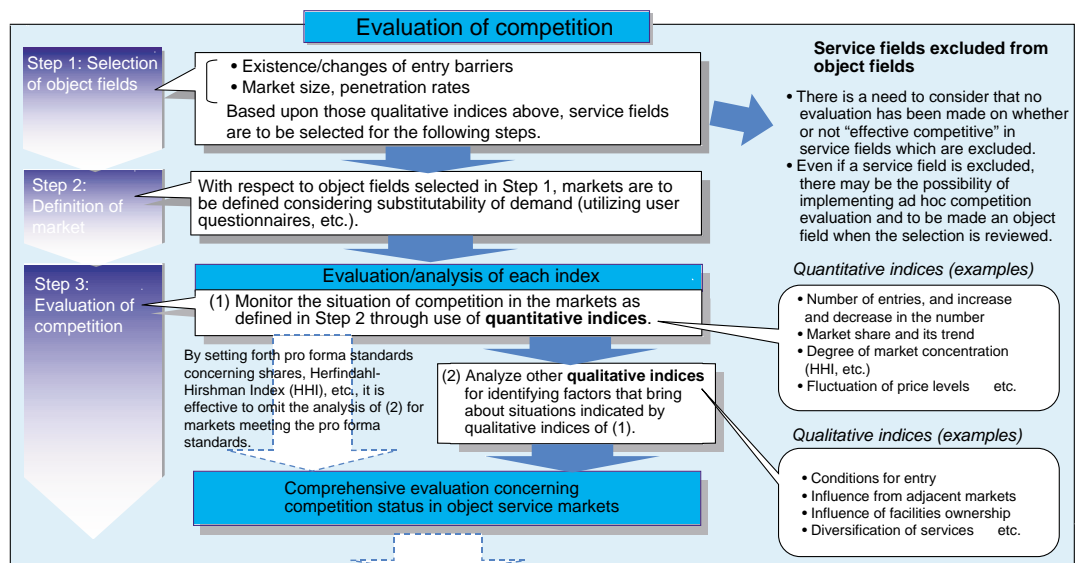 Evaluation of competition
Step 1: Selection
of object fields
• Existence/changes of entry barriers
• Market size, penetration rates
Based upon those qualitative indices above, service fields
are to be selected for the following steps.
Service fields excluded from
object fields
• There is a need to consider that no
evaluation has been made on whether
or not “effective competitive” in
service fields which are excluded.
• Even if a service field is excluded,
there may be the possibility of
implementing ad hoc competition
evaluation and to be made an object
field when the selection is reviewed.
Step 2:
Definition of
market
With respect to object fields selected in Step 1, markets are to
be defined considering substitutability of demand (utilizing user
questionnaires, etc.).
Step 3:
Evaluation of
competition
Evaluation/analysis of each index
(1) Monitor the situation of competition in the markets as
defined in Step 2 through use of quantitative indices.
Quantitative indices (examples)
• Number of entries, and increase
and decrease in the number
• Market share and its trend
• Degree of market concentration
(HHI, etc.)
• Fluctuation of price levels etc.
By setting forth pro forma standards
concerning shares, Herfindahl-
Hirshman Index (HHI), etc., it is
effective to omit the analysis of (2) for
markets meeting the pro forma
standards.
(2) Analyze other qualitative indices
for identifying factors that bring
about situations indicated by
qualitative indices of (1).
Qualitative indices (examples)
• Conditions for entry
• Influence from adjacent markets
• Influence of facilities ownership
• Diversification of services etc.
Comprehensive evaluation concerning
competition status in object service markets